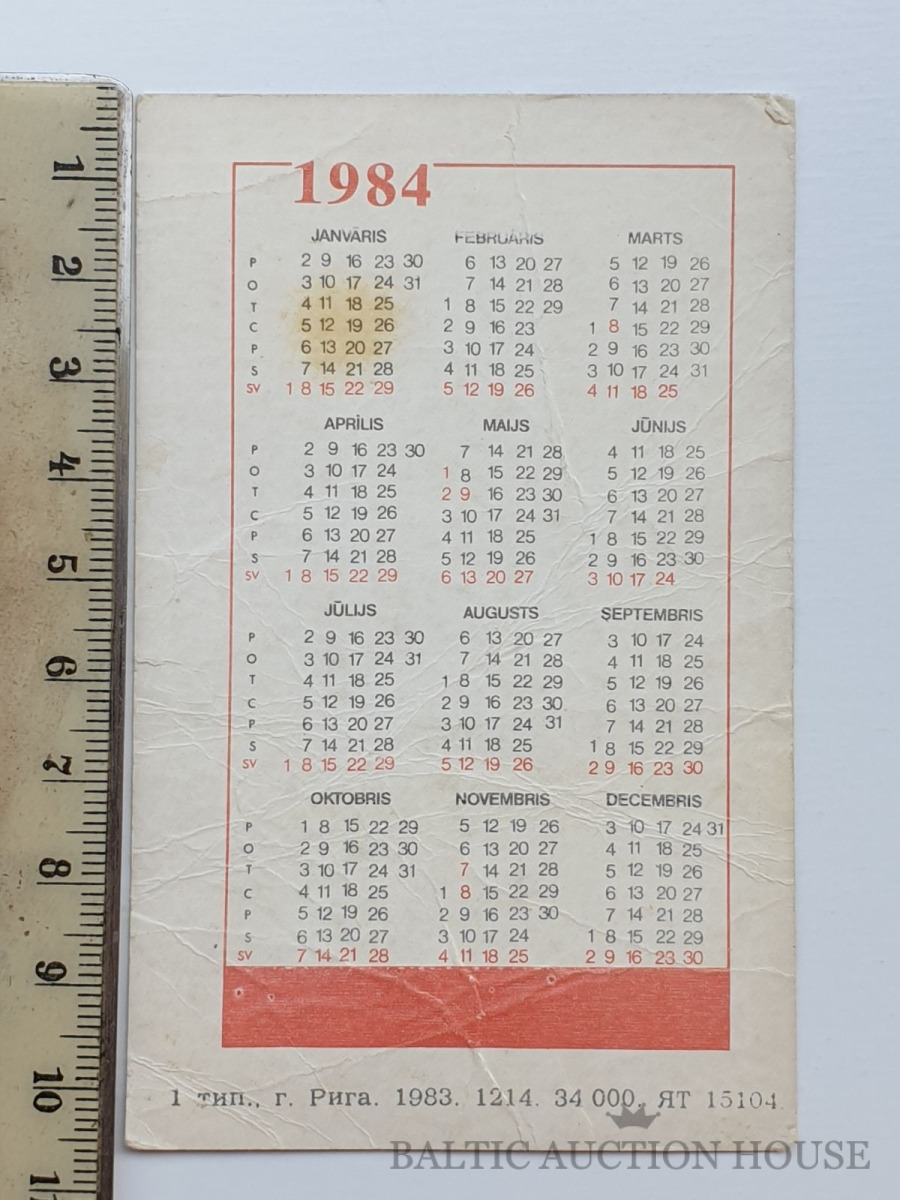 1984
JANVĀRIS FEBRUĀRIS MARTS
P 2 9 16 23 30 6 13 20 27 5 12 19 26
O 3 10 17 24 31 7 14 21 28 6 13 20 27
T 4 11 18 25 1 8 15 22 29 7 14 21 28
C 5 12 19 26 2 9 16 23 1 8 15 22 29
P 6 13 20 27 3 10 17 24 2 9 16 23 30
S 7 14 21 28 4 11 18 25 3 10 17 24 31
SV 1 8 15 22 29 5 12 19 26 4 11 18 25
APRĪLIS MAIJS JŪNIJS
P 2 9 16 23 30 7 14 21 28 4 11 18 25
O 3 10 17 24 1 8 15 22 29 5 12 19 26
T 4 11 18 25 2 9 16 23 30 6 13 20 27
C 5 12 19 26 3 10 17 24 31 7 14 21 28
P 6 13 20 27 4 11 18 25 1 8 15 22 29
S 7 14 21 28 5 12 19 26 2 9 16 23 30
SV 1 8 15 22 29 6 13 20 27 3 10 17 24
JŪLIJS AUGUSTS SEPTEMBRIS
P 2 9 16 23 30 6 13 20 27 3 10 17 24
O 3 10 17 24 31 7 14 21 28 4 11 18 25
T 4 11 18 25 1 8 15 22 29 5 12 19 26
C 5 12 19 26 2 9 16 23 30 6 13 20 27
P 6 13 20 27 3 10 17 24 31 7 14 21 28
S 7 14 21 28 4 11 18 25 1 8 15 22 29
SV 1 8 15 22 29 5 12 19 26 2 9 16 23 30
OKTOBRIS NOVEMBRIS DECEMBRIS
P 1 8 15 22 29 5 12 19 26 3 10 17 24 31
O 2 9 16 23 30 6 13 20 27 4 11 18 25
T 3 10 17 24 31 7 14 21 28 5 12 19 26
C 4 11 18 25 1 8 15 22 29 6 13 20 27
P 5 12 19 26 2 9 16 23 30 7 14 21 28
S 6 13 20 27 3 10 17 24 1 8 15 22 29
SV 7 14 21 28 4 11 18 25 2 9 16 23 30
1 тип., г. Рига. 1983. 1214. 34 000. ЯТ 15104.
BALTIC AUCTION HOUSE
1
2
3
4
5
6
7
8
9
10